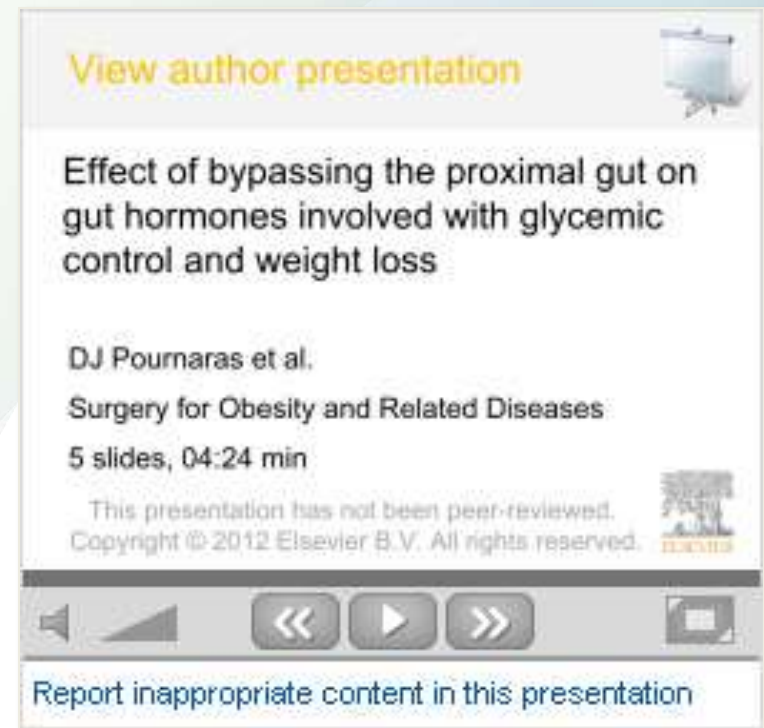 View author presentation
Effect of bypassing the proximal gut on
gut hormones involved with glycemic
control and weight loss
DJ Pournaras et al.
Surgery for Obesity and Related Diseases
5 slides, 04:24 min
This presentation has not been peer-reviewed.
Copyright © 2012 Elsevier B.V. All rights reserved.
ELSEVIER
Report inappropriate content in this presentation